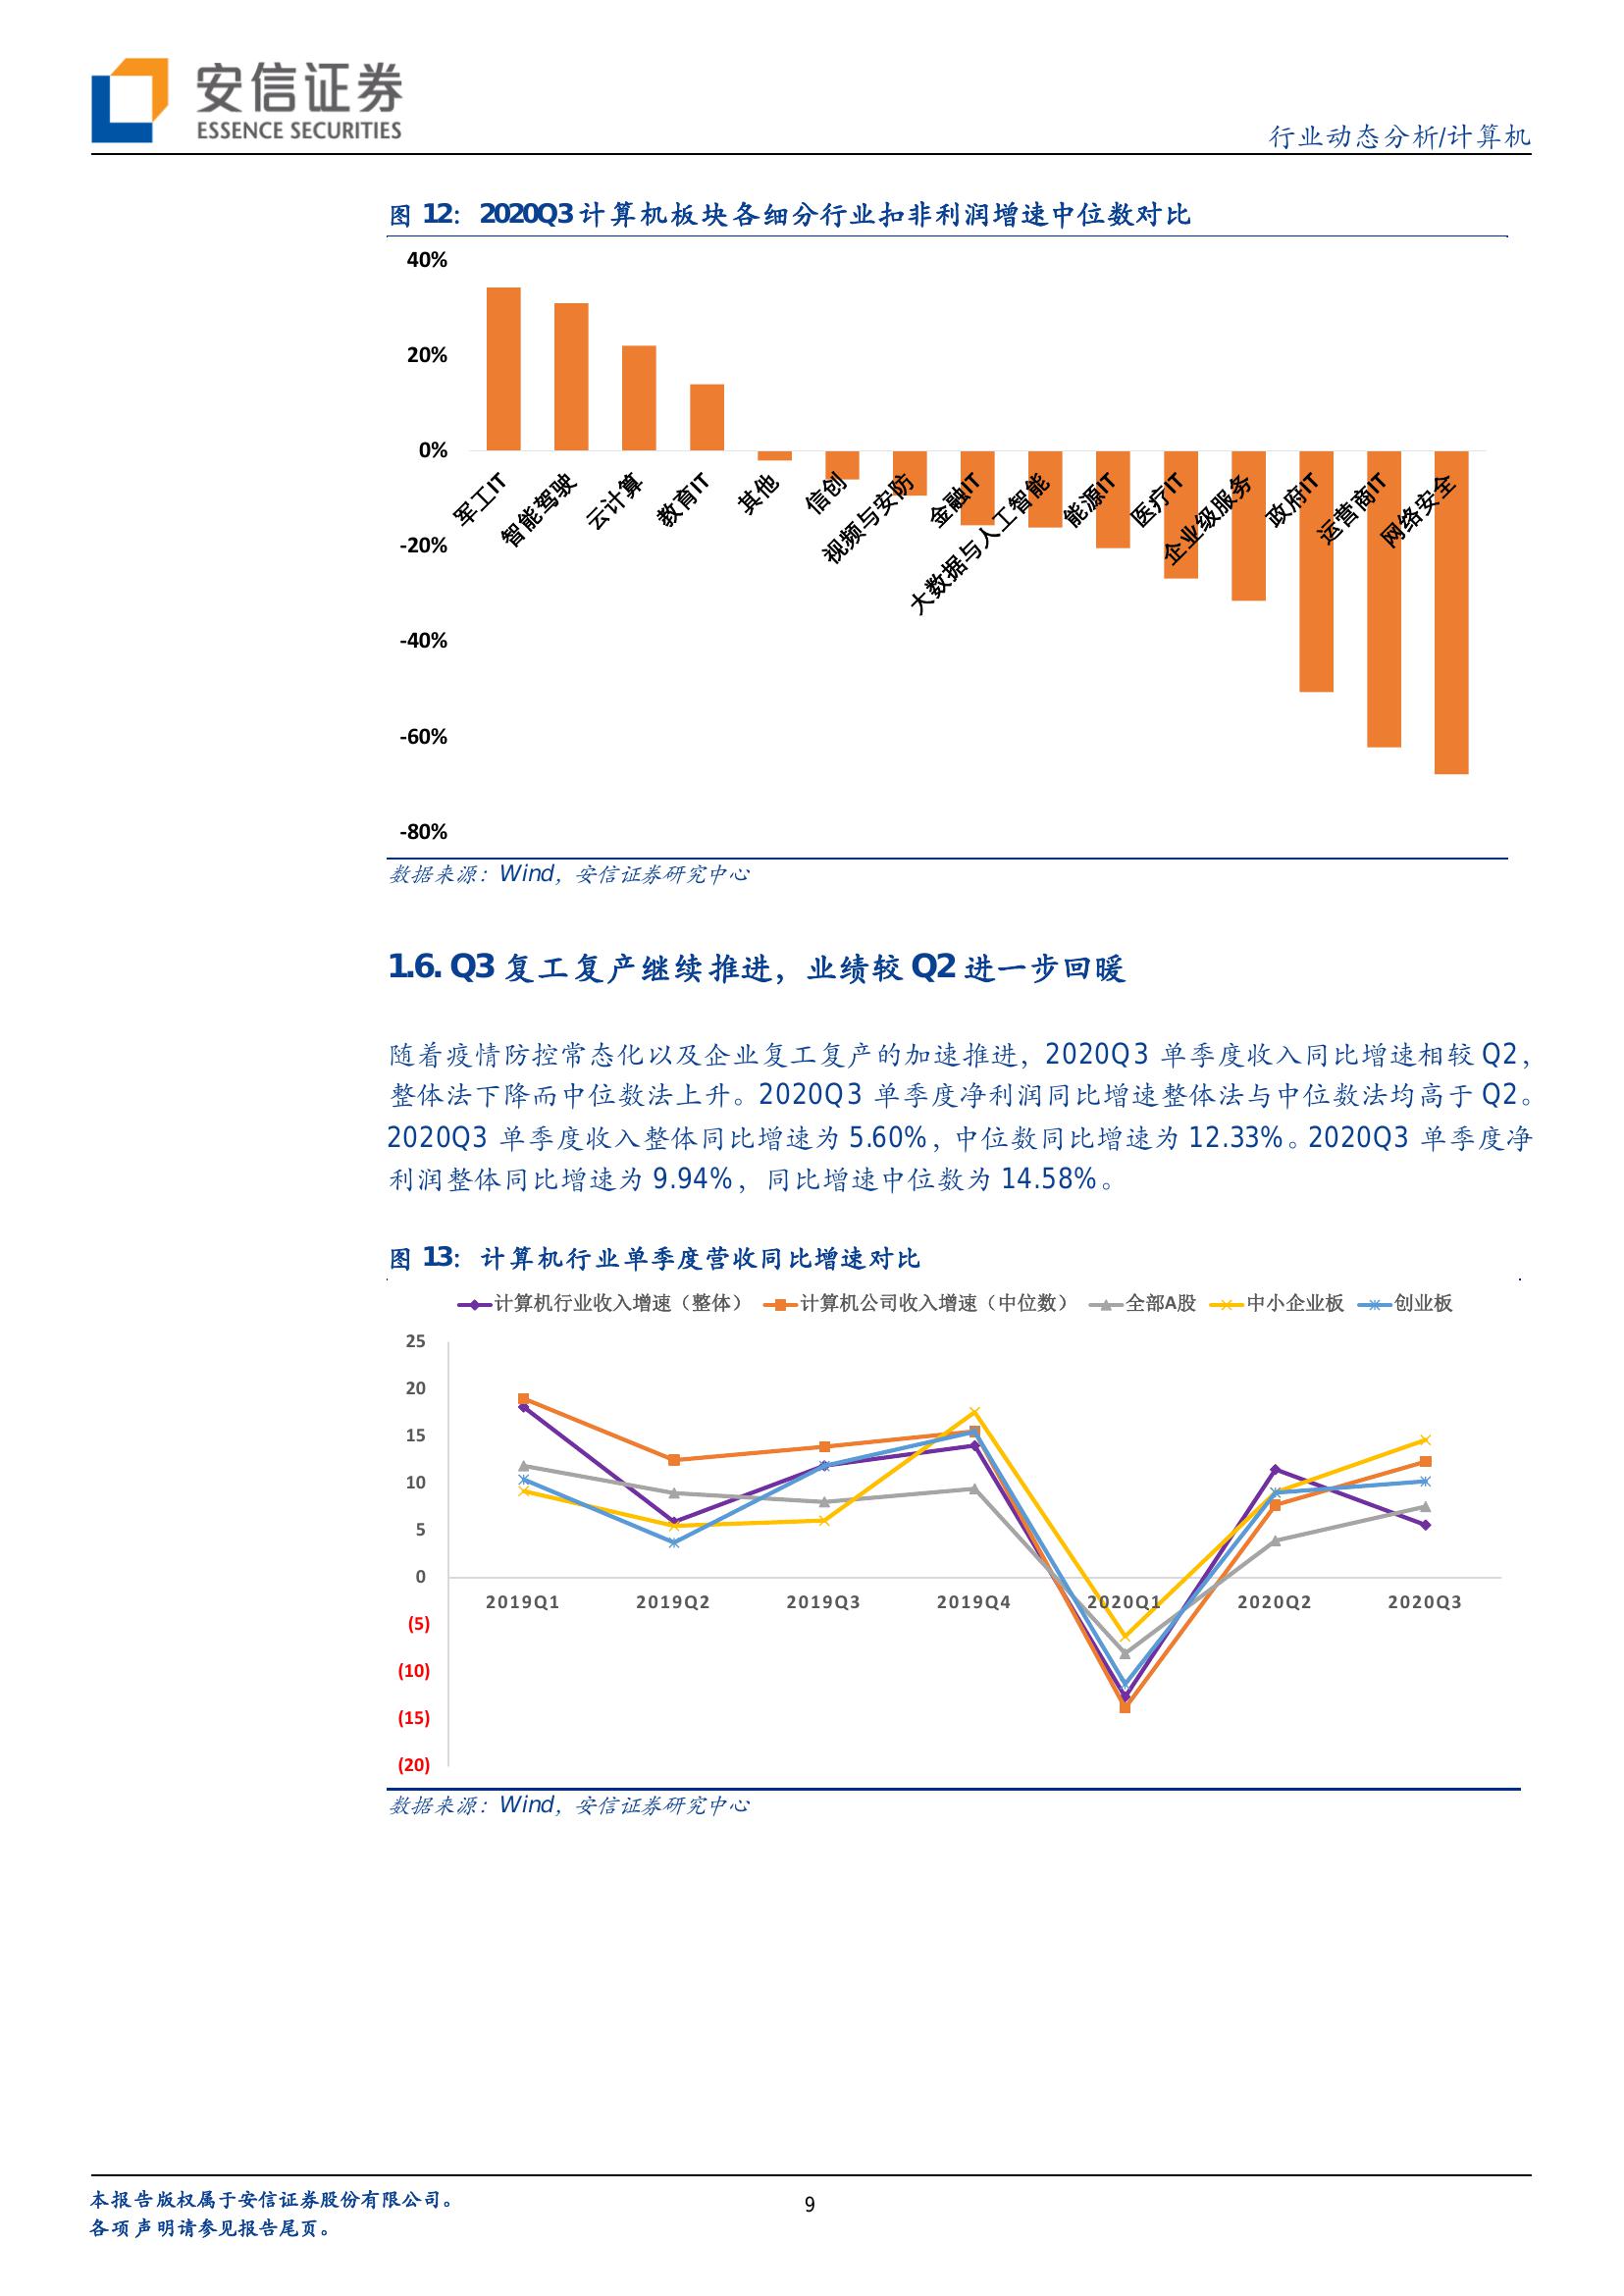 安信证券
ESSENCE SECURITIES
行业动态分析/计算机
图 12：2020Q3 计算机板块各细分行业扣非利润增速中位数对比
40%
20%
0%
-20%
-40%
-60%
-80%
军工IT
智能驾驶
云计算
教育IT
其他
信创
视频与安防
金融IT
大数据与人工智能
能源IT
医疗IT
企业级服务
政府IT
运营商IT
网络安全
数据来源：Wind，安信证券研究中心
1.6. Q3 复工复产继续推进，业绩较 Q2 进一步回暖
随着疫情防控常态化以及企业复工复产的加速推进，2020Q3 单季度收入同比增速相较 Q2，
整体法下降而中位数法上升。2020Q3 单季度净利润同比增速整体法与中位数法均高于 Q2。
2020Q3 单季度收入整体同比增速为 5.60%，中位数同比增速为 12.33%。2020Q3 单季度净
利润整体同比增速为 9.94%，同比增速中位数为 14.58%。
图 13：计算机行业单季度营收同比增速对比
计算机行业收入增速（整体） 计算机公司收入增速（中位数） 全部A股 中小企业板 创业板
25
20
15
10
5
0
(5)
(10)
(15)
(20)
2019Q1 2019Q2 2019Q3 2019Q4 2020Q1 2020Q2 2020Q3
数据来源：Wind，安信证券研究中心
本报告版权属于安信证券股份有限公司。
各项声明请参见报告尾页。
9